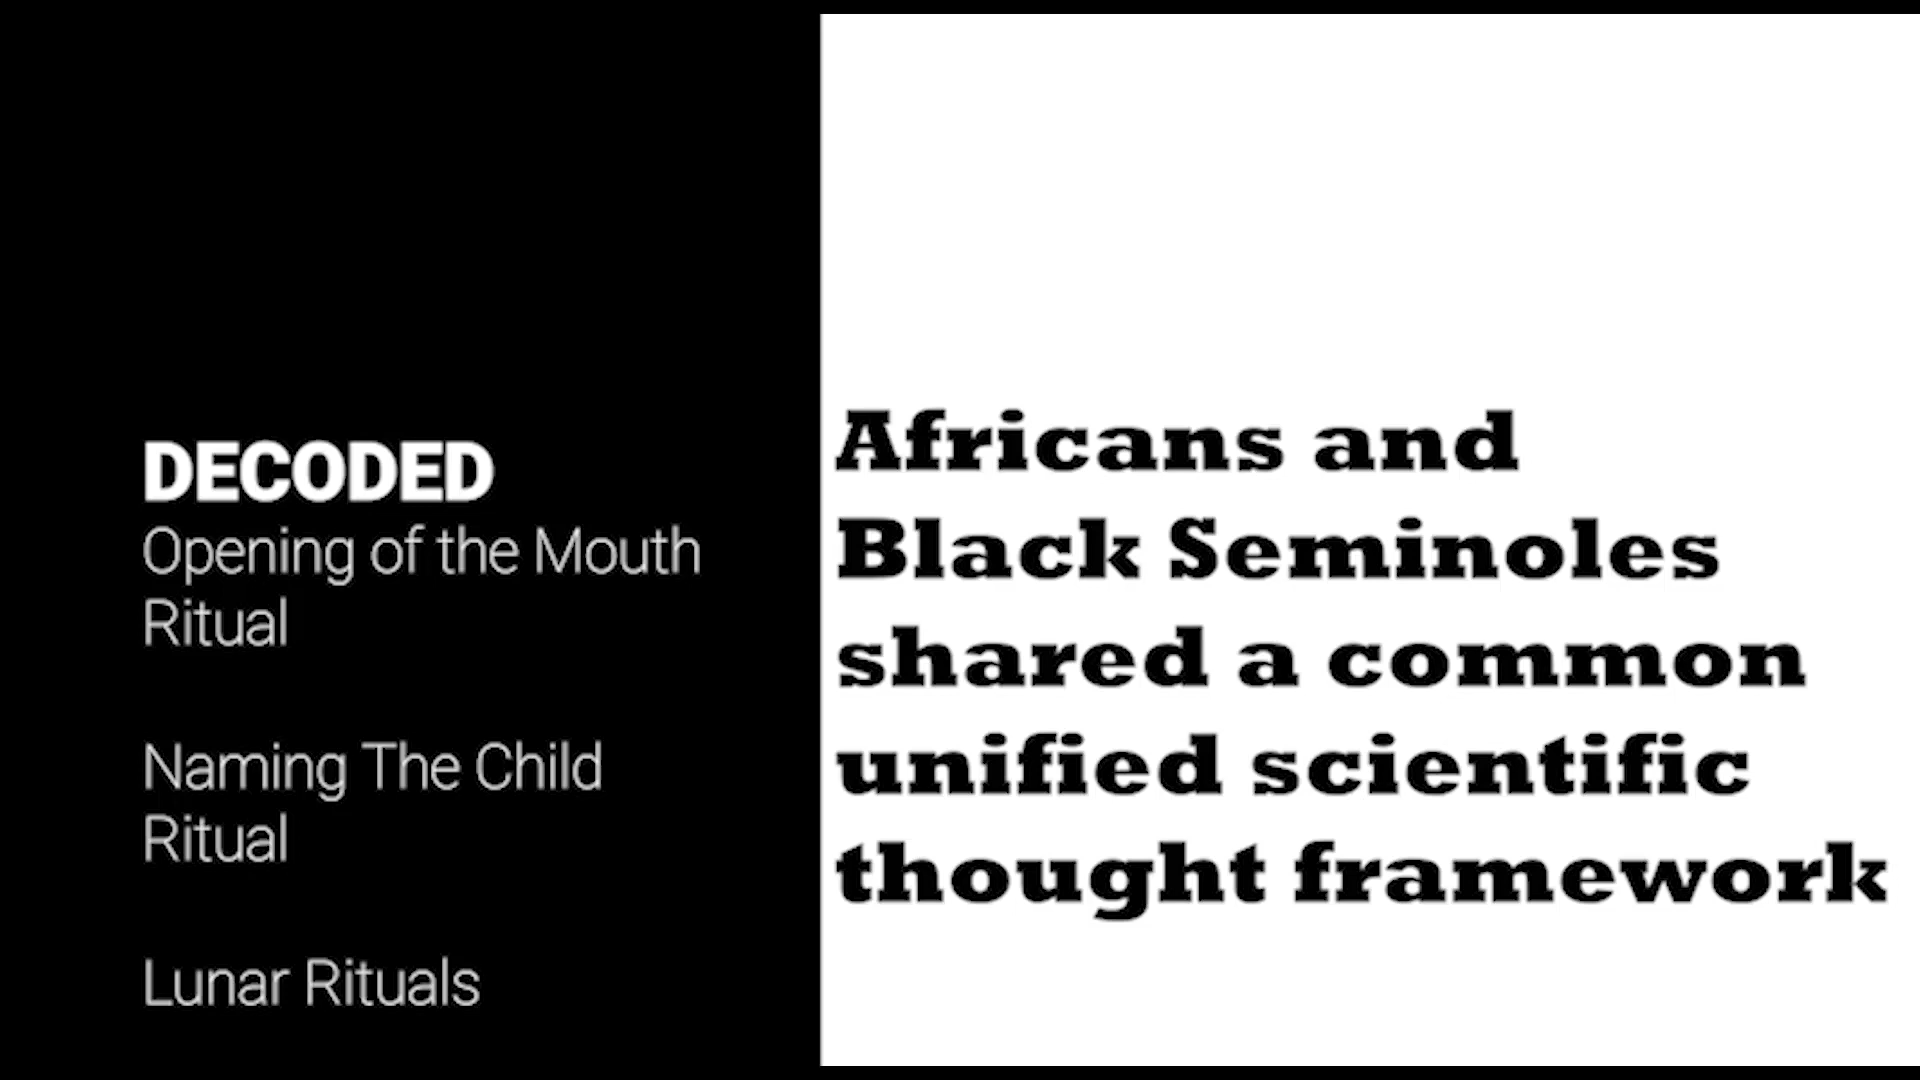 DECODED
Opening of the Mouth
Ritual
Naming The Child
Ritual
Lunar Rituals
Africans and
Black Seminoles
shared a common
unified scientific
thought framework